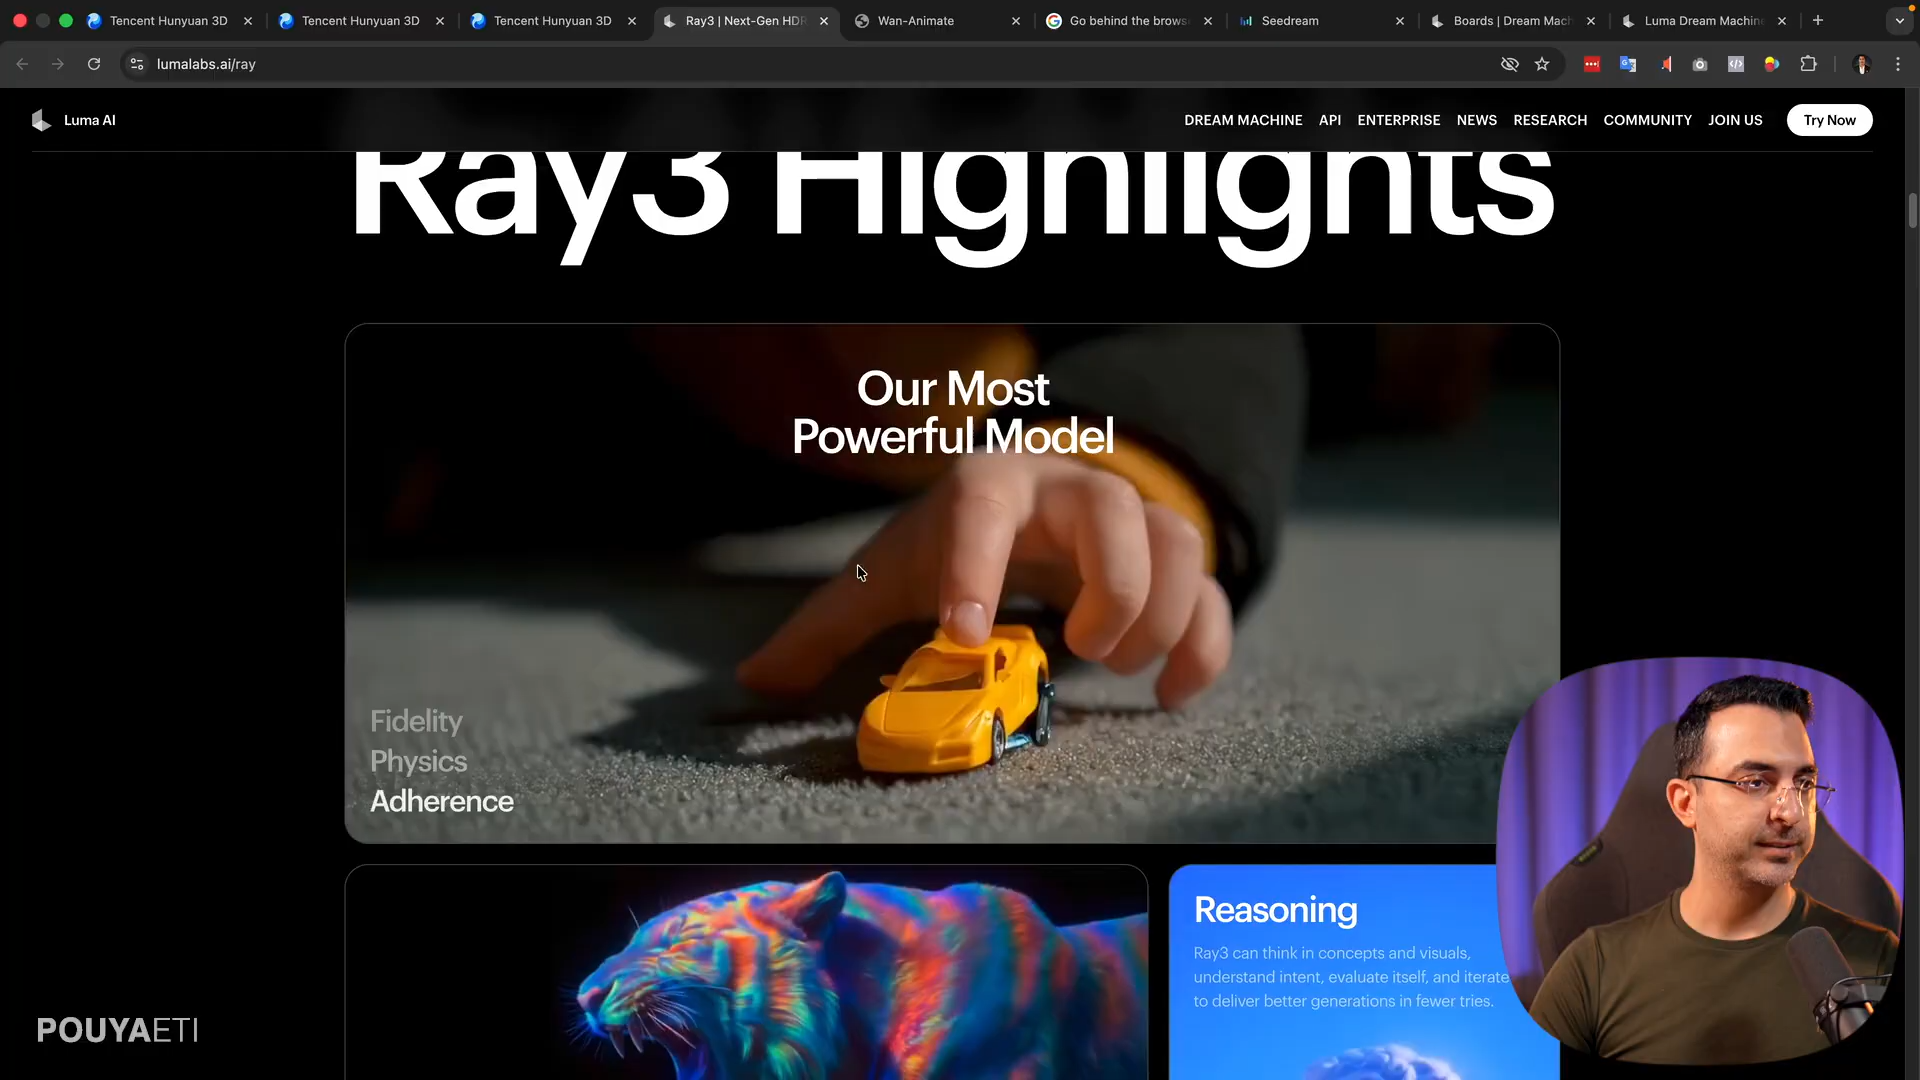 Tencent Hunyuan 3D
Tencent Hunyuan 3D
Tencent Hunyuan 3D
Ray3 | Next-Gen HDR
Wan-Animate
Go behind the browse
Seedream
Boards | Dream Mach
Luma Dream Machine
lumalabs.ai/ray
Luma AI
DREAM MACHINE
API
ENTERPRISE
NEWS
RESEARCH
COMMUNITY
JOIN US
Try Now
Ray3 Highlights
Our Most
Powerful Model
Fidelity
Physics
Adherence
Reasoning
Ray3 can think in concepts and visuals,
understand intent, evaluate itself, and iterate
to deliver better generations in fewer tries.
POUYAETI